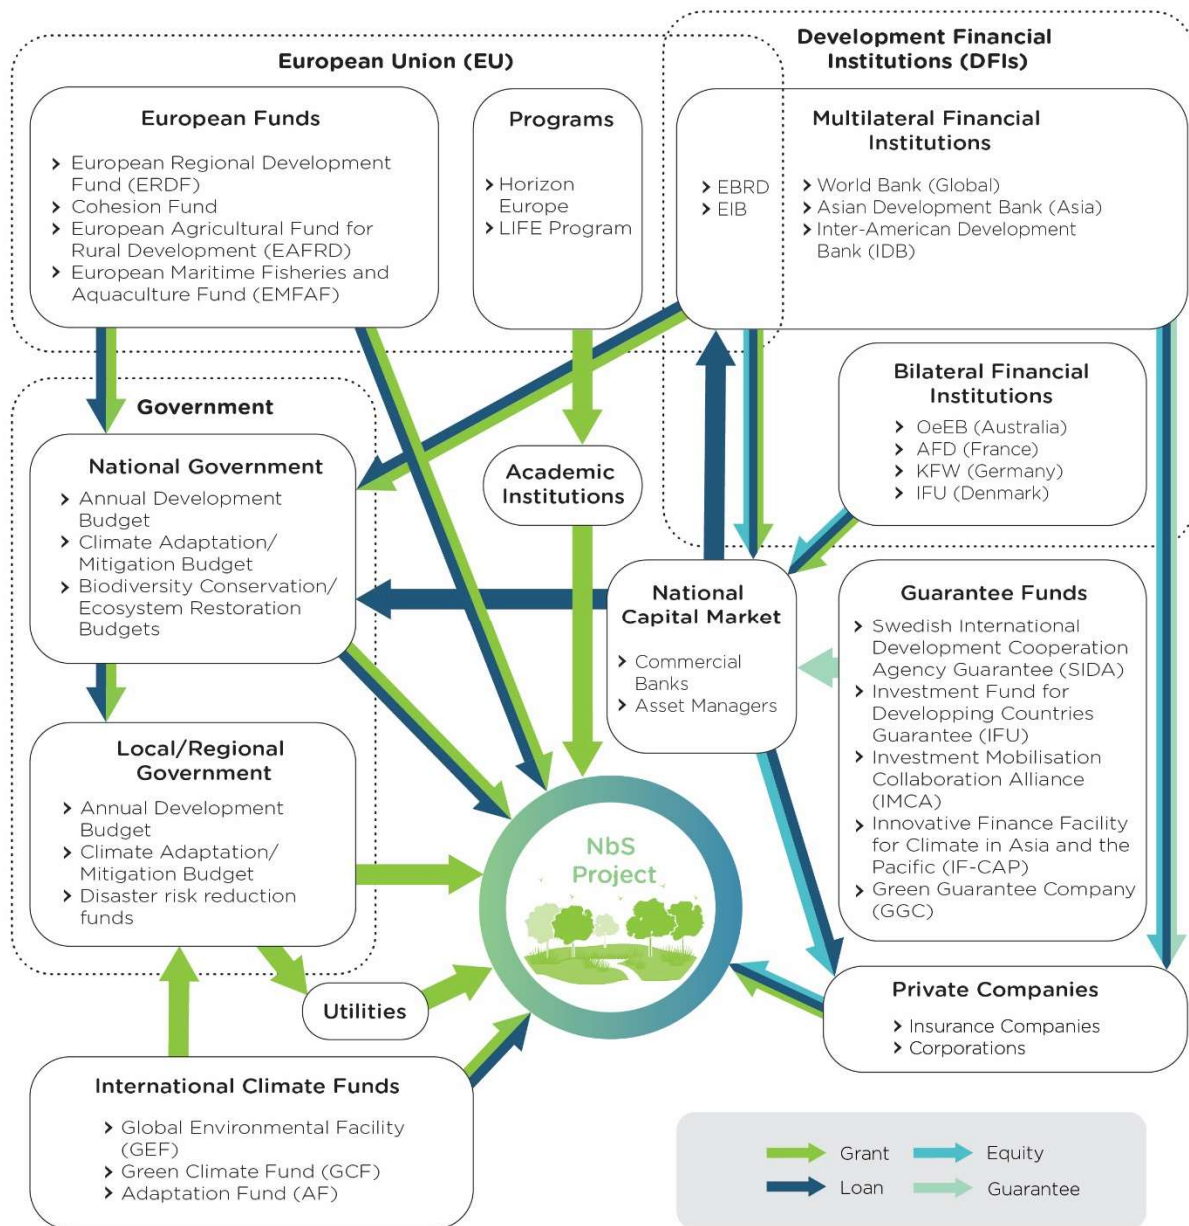 European Union (EU)
Development Financial
Institutions (DFIs)
European Funds
> European Regional Development
Fund (ERDF)
> Cohesion Fund
> European Agricultural Fund for
Rural Development (EAFRD)
> European Maritime Fisheries and
Aquaculture Fund (EMFAF)
Programs
> Horizon
Europe
> LIFE Program
Multilateral Financial
Institutions
> EBRD
> EIB
> World Bank (Global)
> Asian Development Bank (Asia)
> Inter-American Development
Bank (IDB)
Bilateral Financial
Institutions
> OeEB (Australia)
> AFD (France)
> KFW (Germany)
> IFU (Denmark)
Government
National Government
> Annual Development
Budget
> Climate Adaptation/
Mitigation Budget
> Biodiversity Conservation/
Ecosystem Restoration
Budgets
Academic
Institutions
National
Capital Market
> Commercial
Banks
> Asset Managers
Guarantee Funds
> Swedish International
Development Cooperation
Agency Guarantee (SIDA)
> Investment Fund for
Developping Countries
Guarantee (IFU)
> Investment Mobilisation
Collaboration Alliance
(IMCA)
> Innovative Finance Facility
for Climate in Asia and the
Pacific (IF-CAP)
> Green Guarantee Company
(GGC)
Local/Regional
Government
> Annual Development
Budget
> Climate Adaptation/
Mitigation Budget
> Disaster risk reduction
funds
NbS
Project
Utilities
Private Companies
> Insurance Companies
> Corporations
International Climate Funds
> Global Environmental Facility
(GEF)
> Green Climate Fund (GCF)
> Adaptation Fund (AF)
Grant
Equity
Loan
Guarantee